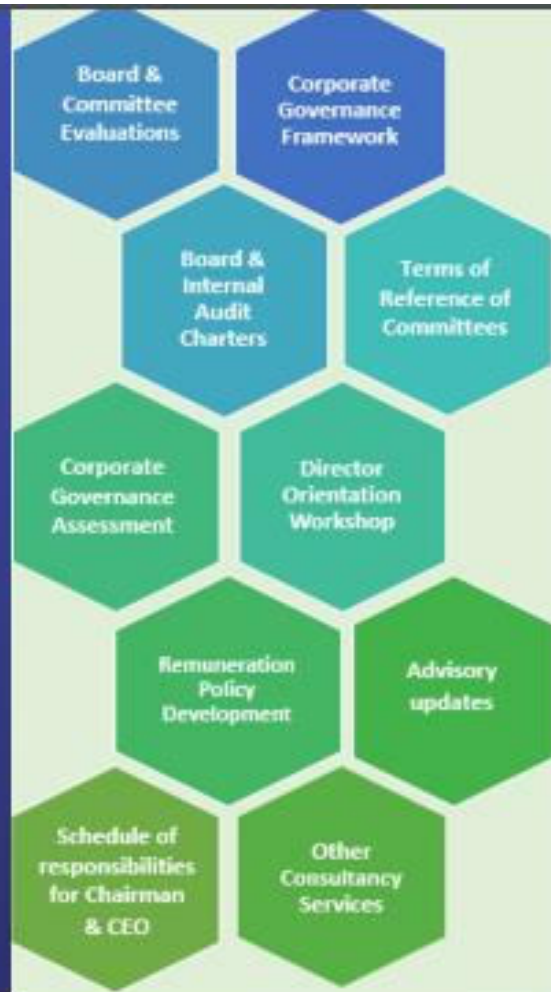 Board &
Committee
Evaluations
Corporate
Governance
Framework
Board &
Internal
Audit
Charters
Terms of
Reference of
Committees
Corporate
Governance
Assessment
Director
Orientation
Workshop
Remuneration
Policy
Development
Advisory
updates
Schedule of
responsibilities
for Chairman
& CEO
Other
Consultancy
Services